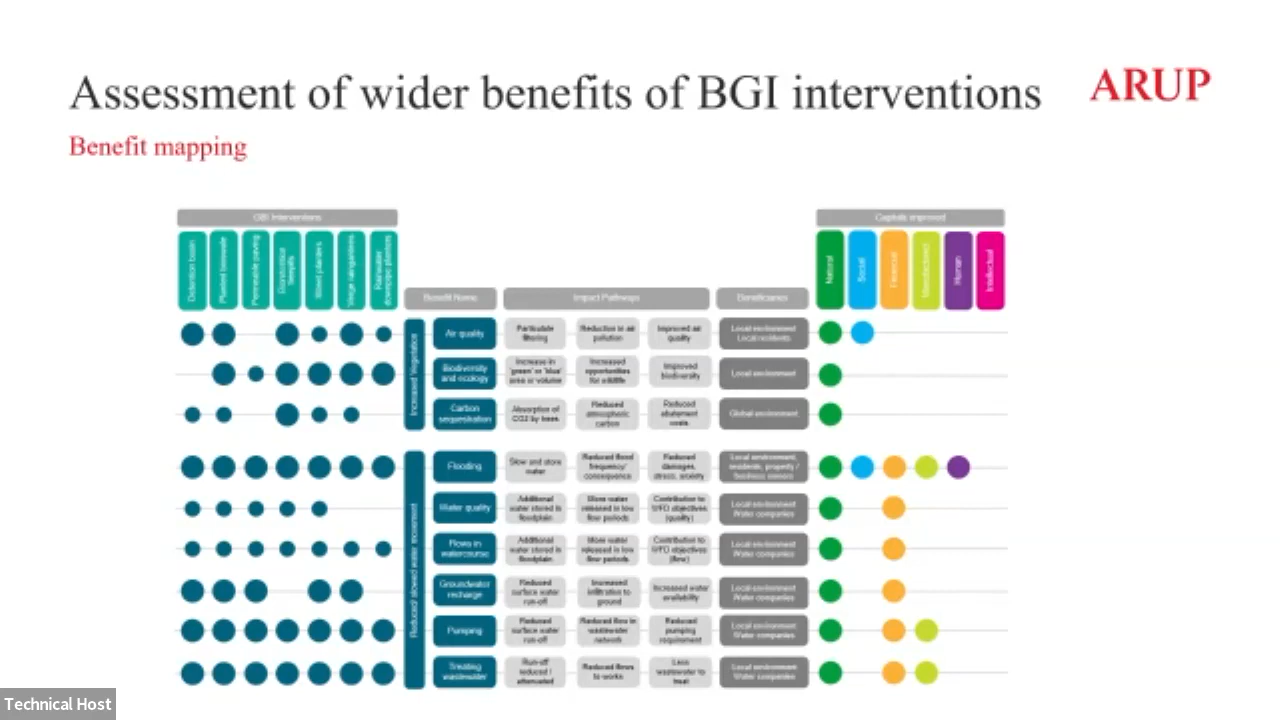 Assessment of wider benefits of BGI interventions
ARUP
Benefit mapping
GBI Interventions
Capitals improved
Detention basin
Planted bioswale
Permeable paving
Street planters
Verge raingardens
Rainwater
downpipe planters
Natural
Social
Financial
Manufactured
Human
Intellectual
Benefit Name
Impact Pathways
Beneficiaries
Increased Vegetation
Air quality
Particulate
filtering
Reduction in air
pollution
Improved air
quality
Local environment
Local residents
Biodiversity
and ecology
Increase in
'green' or 'blue'
area or volume
Increased
opportunities
for wildlife
Improved
biodiversity
Local environment
Carbon
sequestration
Absorption of
CO2 by trees
Reduced
atmospheric
carbon
Reduced
abatement
costs
Global environment
Reduced/ slowed water movement
Flooding
Slow and store
water
Reduced flood
frequency/
consequence
Reduced
damages,
stress, anxiety
Local environment,
residents, property /
business owners
Water quality
Additional
water stored in
floodplain
More water
released in low
flow periods
Contribution to
WFD objectives
(quality)
Local environment
Water companies
Flows in
watercourse
Additional
water stored in
floodplain
More water
released in low
flow periods
Contribution to
WFD objectives
(flow)
Local environment
Water companies
Groundwater
recharge
Reduced
surface water
run-off
Increased
infiltration to
ground
Increased water
availability
Local environment
Water companies
Pumping
Reduced
surface water
run-off
Reduced flow in
wastewater
network
Reduced
pumping
requirement
Local environment
Water companies
Treating
wastewater
Run-off
reduced /
attenuated
Reduced flows
to works
Less
wastewater to
treat
Local environment
Water companies
Technical Host